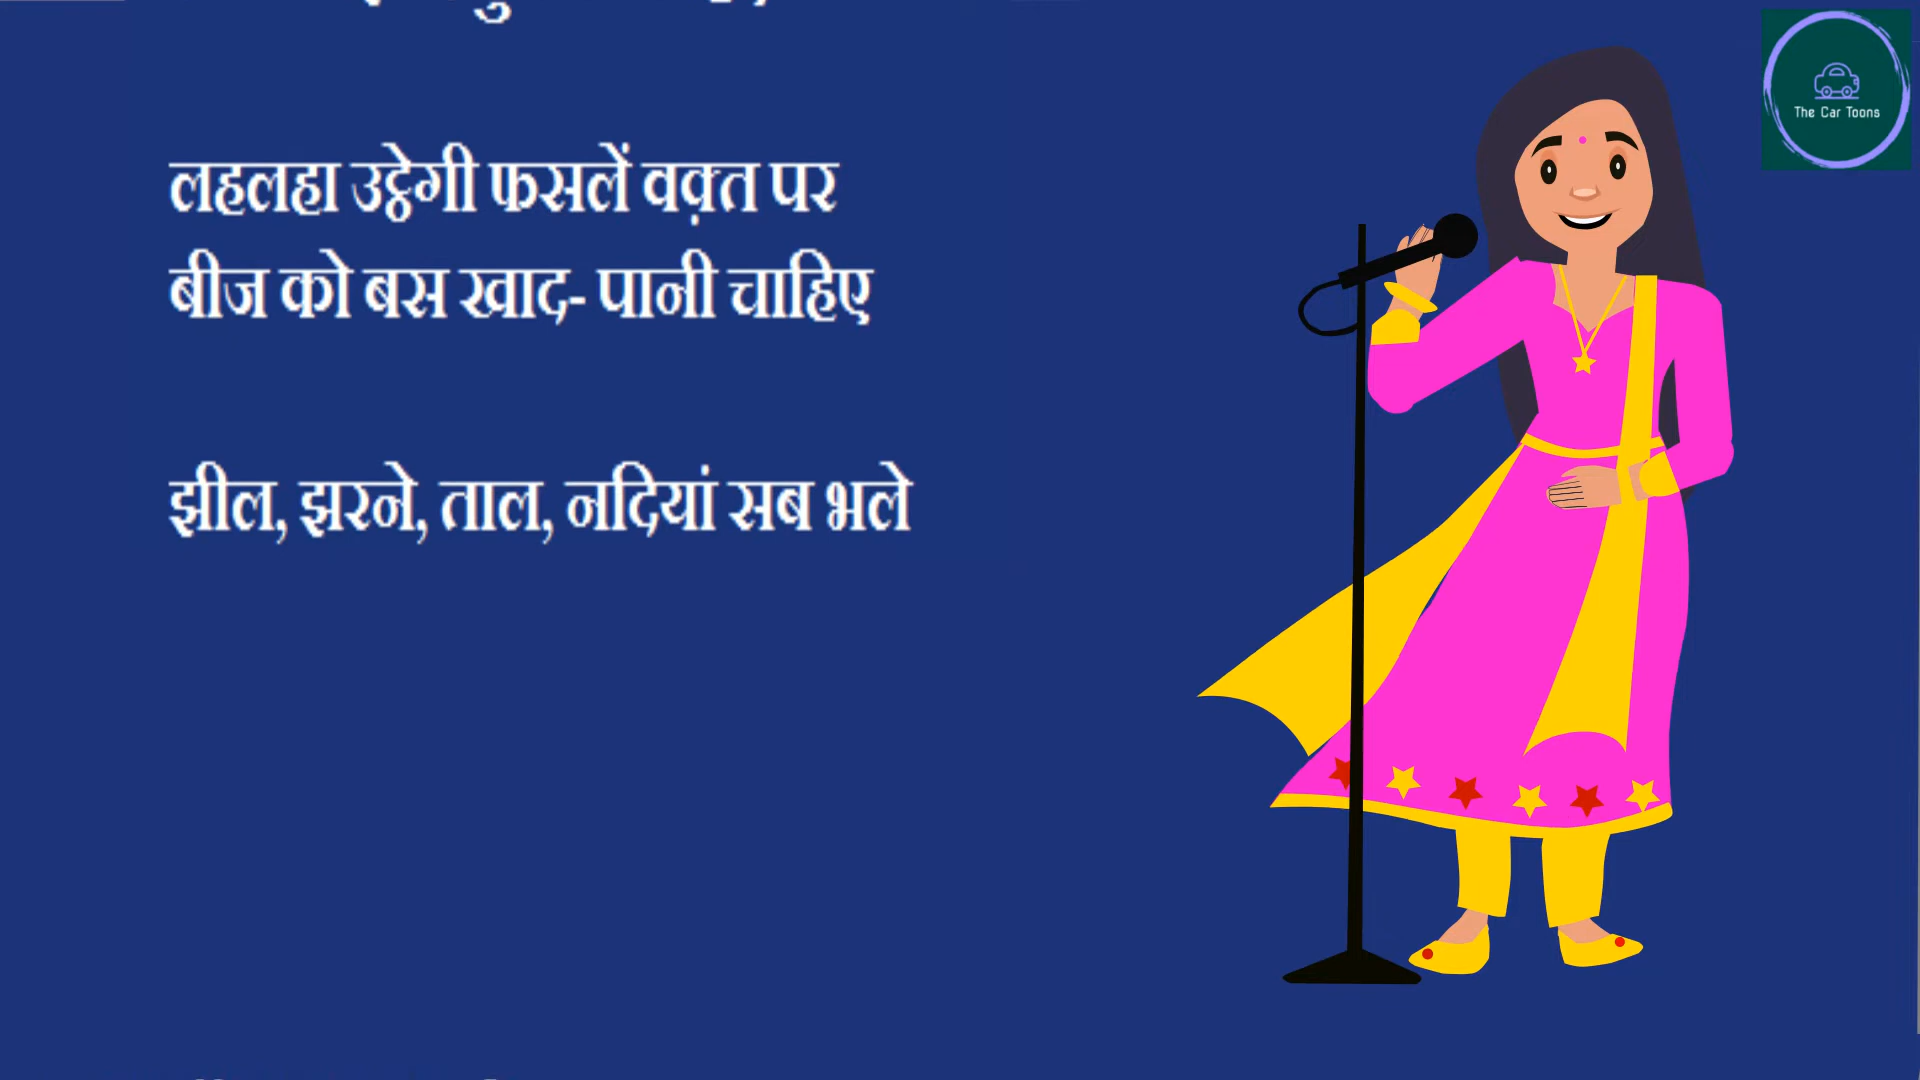 लहलहा उट्ठेगी फसलें वक़्त पर
बीज को बस खाद- पानी चाहिए
झील, झरने, ताल, नदियां सब भले
The Car Toons